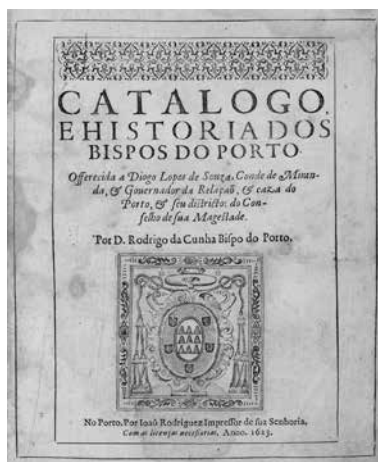 CATALOGO,
E HISTORIA DOS
BISPOS DO PORTO
Offerecida a Diogo Lopes de Souza, Conde de Miran-
da, & Governador da Relaçaõ, & caza do
Porto, & seu districto: do Con-
selho de sua Magestade.
Por D. Rodrigo da Cunha Bispo do Porto.
No Porto, Por Ioaõ Rodriguez Impressor de sua Senhoria,
Com as licenças necessarias, Anno. 1623.